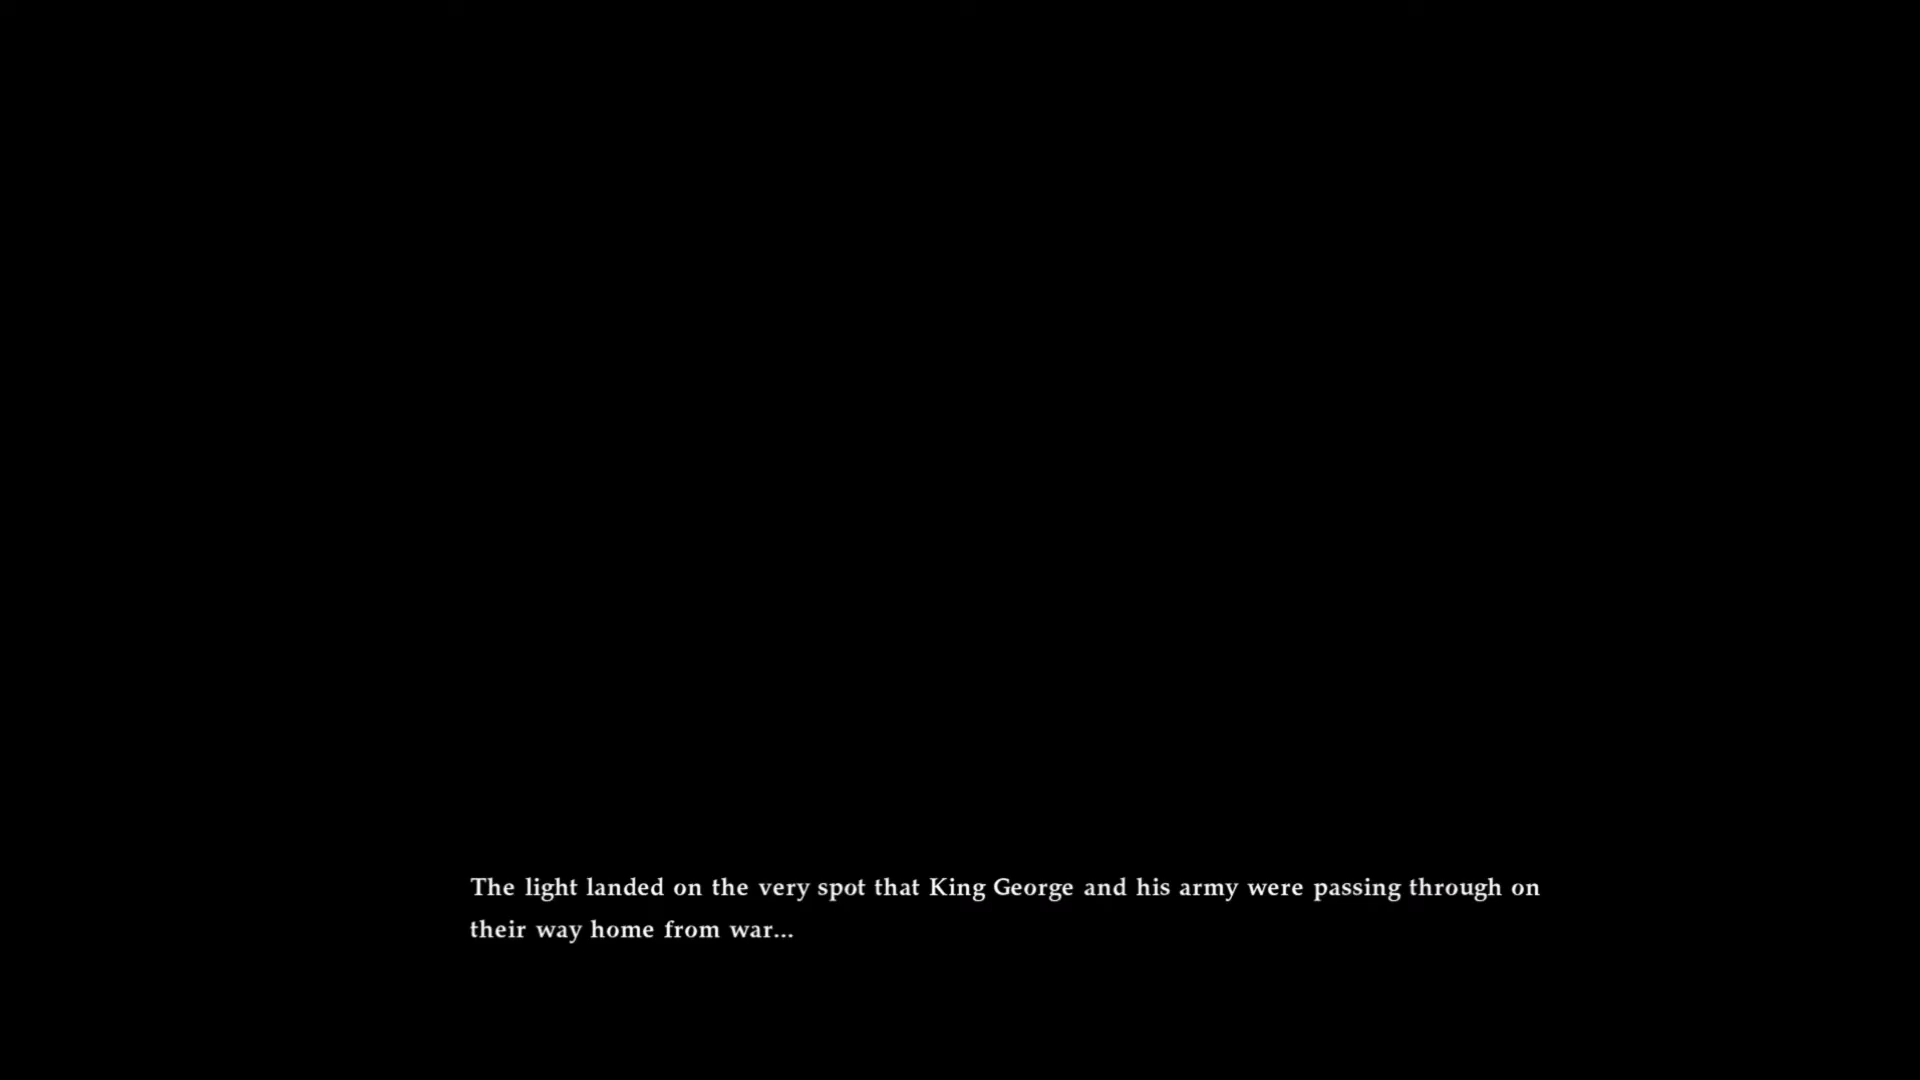 The light landed on the very spot that King George and his army were passing through on
their way home from war...